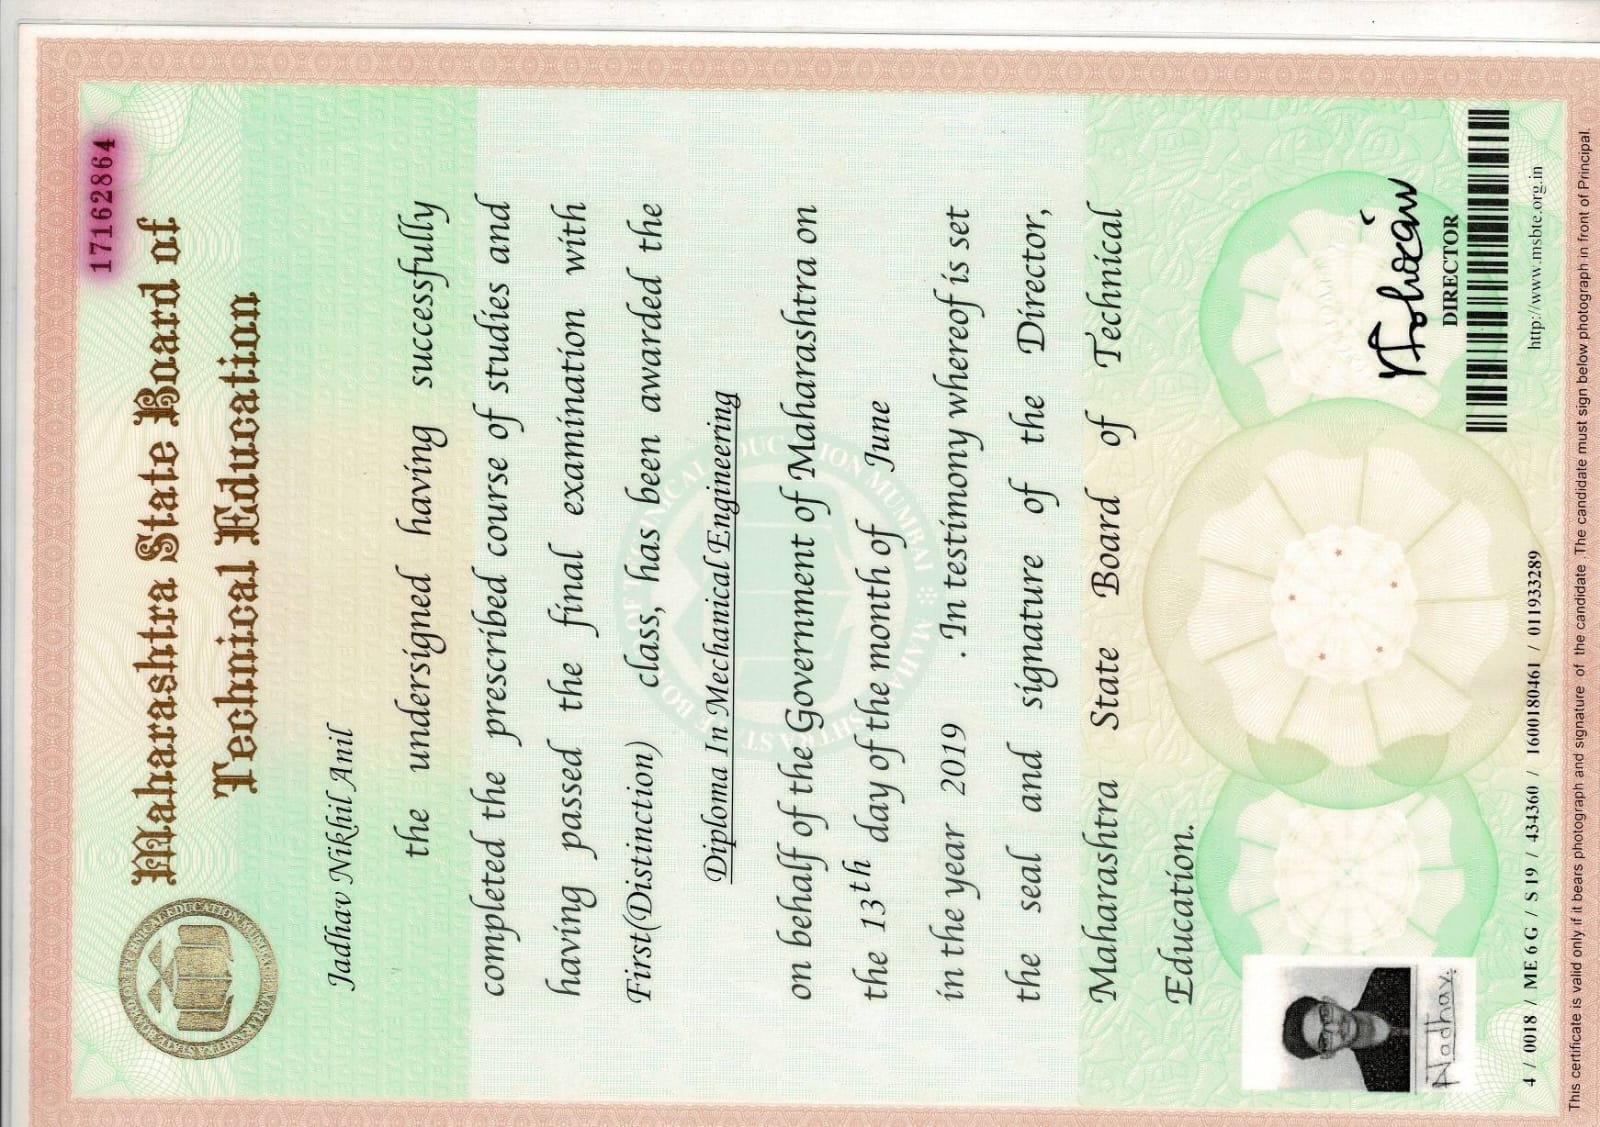 17162864
Maharashtra State Board of
Technical Education
Jadhav Nikhil Anil
the undersigned having successfully
completed the prescribed course of studies and
having passed the final examination with
First(Distinction) class, has been awarded the
Diploma In Mechanical Engineering
on behalf of the Government of Maharashtra on
the 13th day of the month of June
in the year 2019 . In testimony whereof is set
the seal and signature of the Director,
Maharashtra State Board of Technical
Education.
NJadhav.
DIRECTOR
4 / 0018 / ME 6 G / S 19 / 434360 / 1600180461 / 011933289
http://www.msbte.org.in
This certificate is valid only if it bears photograph and signature of the candidate .The candidate must sign below photograph in front of Principal.